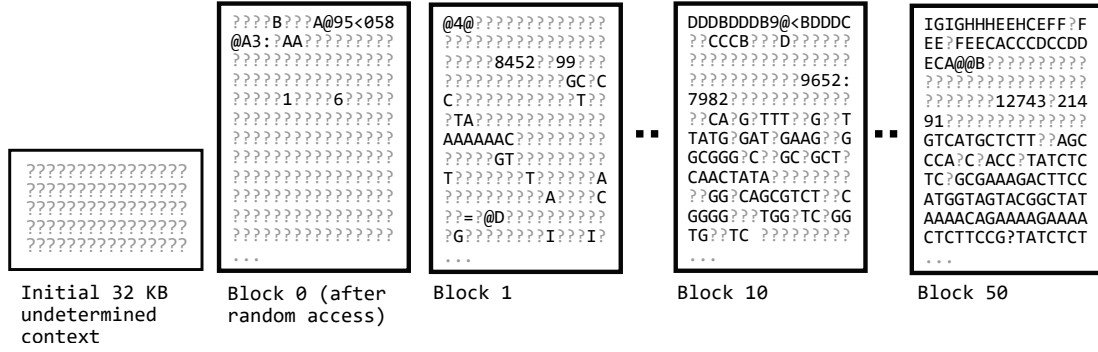 ????????????????
????????????????
????????????????
????????????????
????????????????
Initial 32 KB
undetermined
context
????B???A@95<058
@A3:?AA?????????
????????????????
????????????????
?????1????6?????
????????????????
????????????????
????????????????
????????????????
????????????????
????????????????
????????????????
...
Block 0 (after
random access)
@4@?????????????
????????????????
?????8452??99???
????????????GC?C
C????????????T??
?TA?????????????
AAAAAAC?????????
?????GT?????????
T???????T??????A
??????????A????C
??=?@D??????????
?G????????I???I?
...
Block 1
DDDBDDDB9@<BDDDC
??CCCB???D??????
????????????????
???????????9652:
7982????????????
??CA?G?TTT??G??T
TATG?GAT?GAAG??G
GCGGG?C??GC?GCT?
CAACTATA????????
??GG?CAGCGTCT??C
GGGG???TGG?TC?GG
TG??TC ?????????
...
Block 10
IGIGHHHEEHCEFF?F
EE?FEECACCCDCCDD
ECA@@B??????????
????????????????
???????12743?214
91??????????????
GTCATGCTCTT??AGC
CCA?C?ACC?TATCTC
TC?GCGAAAGACTTCC
ATGGTAGTACGGCTAT
AAAACAGAAAAGAAAA
CTCTTCCG?TATCTCT
...
Block 50